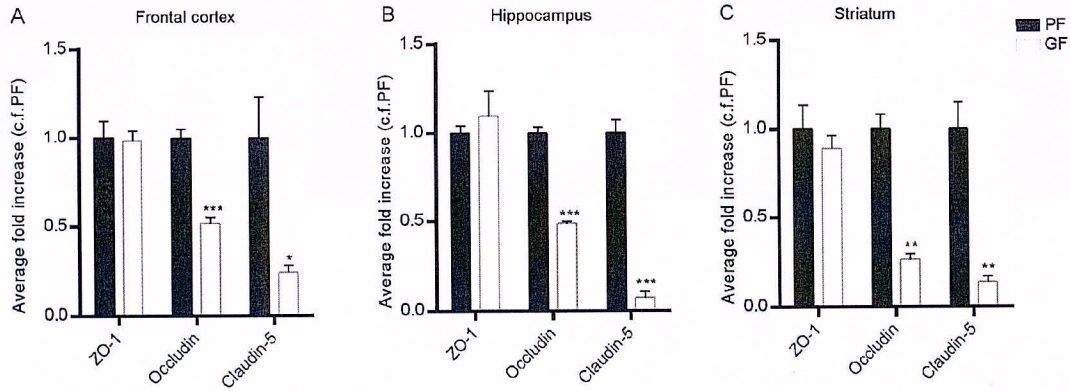 A
Frontal cortex
Average fold increase (c.f.PF)
1.5
1.0
0.5
0.0
***
*
ZO-1
Occludin
Claudin-5
B
Hippocampus
Average fold increase (c.f.PF)
1.5
1.0
0.5
0.0
***
***
ZO-1
Occludin
Claudin-5
C
Striatum
Average fold increase (c.f.PF)
1.5
1.0
0.5
0.0
**
**
ZO-1
Occludin
Claudin-5
PF
GF